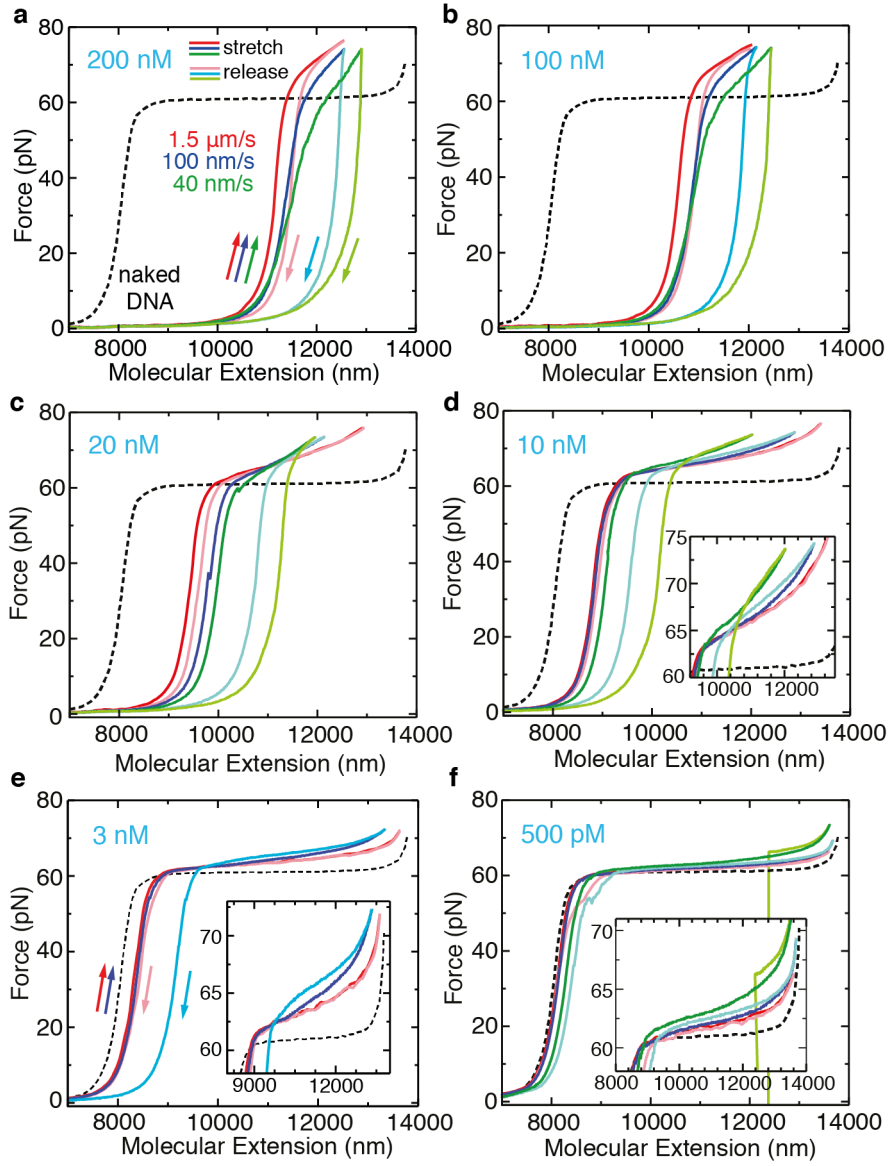 a
80
60
40
20
0
Force (pN)
200 nM
stretch
release
1.5 μm/s
100 nm/s
40 nm/s
naked
DNA
8000
10000
12000
14000
Molecular Extension (nm)
b
80
60
40
20
0
Force (pN)
100 nM
8000
10000
12000
14000
Molecular Extension (nm)
c
80
60
40
20
0
Force (pN)
20 nM
8000
10000
12000
14000
Molecular Extension (nm)
d
80
60
40
20
0
Force (pN)
10 nM
75
70
65
60
10000
12000
8000
10000
12000
14000
Molecular Extension (nm)
e
80
60
40
20
0
Force (pN)
3 nM
70
65
60
9000
12000
8000
10000
12000
14000
Molecular Extension (nm)
f
80
60
40
20
0
Force (pN)
500 pM
70
65
60
8000
10000
12000
14000
8000
10000
12000
14000
Molecular Extension (nm)